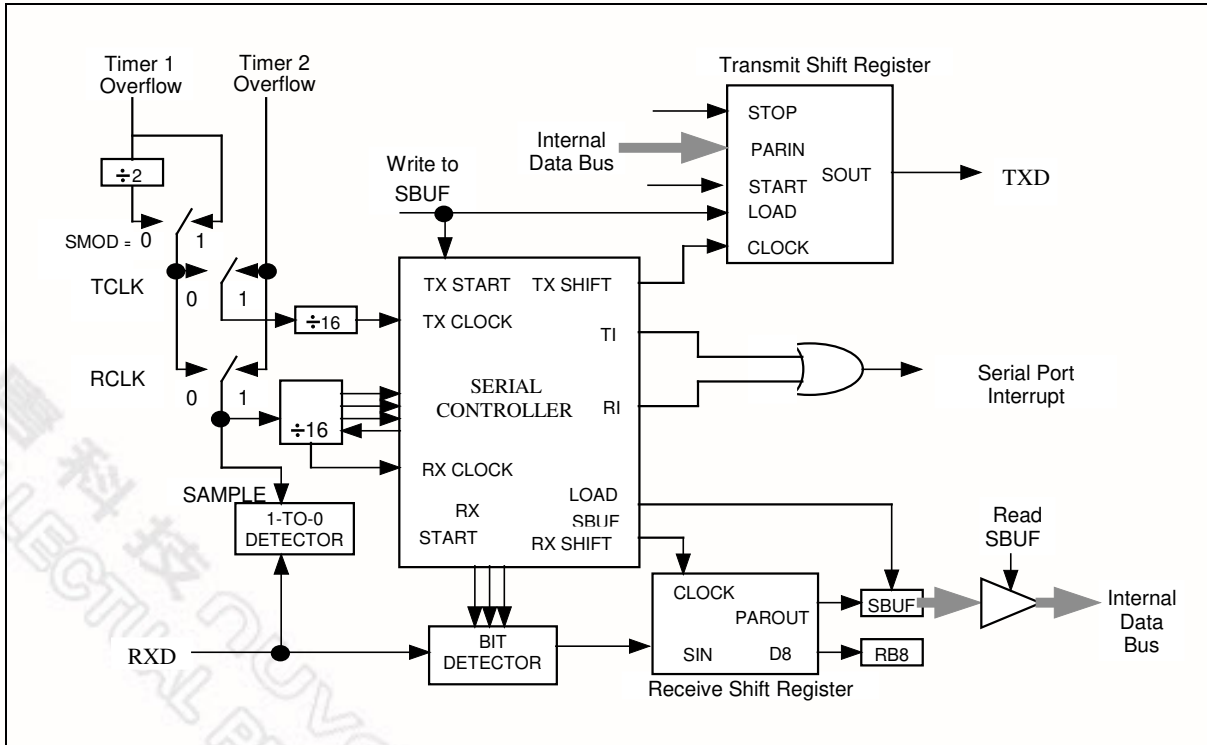 Timer 1
Overflow
Timer 2
Overflow
÷2
SMOD = 0 1
TCLK
0 1
÷16
RCLK
0 1
÷16
SAMPLE
1-TO-0
DETECTOR
RXD
Write to
SBUF
TX START TX SHIFT
TX CLOCK
TI
SERIAL
CONTROLLER
RI
RX CLOCK
LOAD
SBUF
RX
START
RX SHIFT
BIT
DETECTOR
Transmit Shift Register
Internal
Data Bus
STOP
PARIN
START
LOAD
CLOCK
SOUT
TXD
Serial Port
Interrupt
CLOCK
PAROUT
SIN D8
Receive Shift Register
SBUF
RB8
Read
SBUF
Internal
Data
Bus
科技